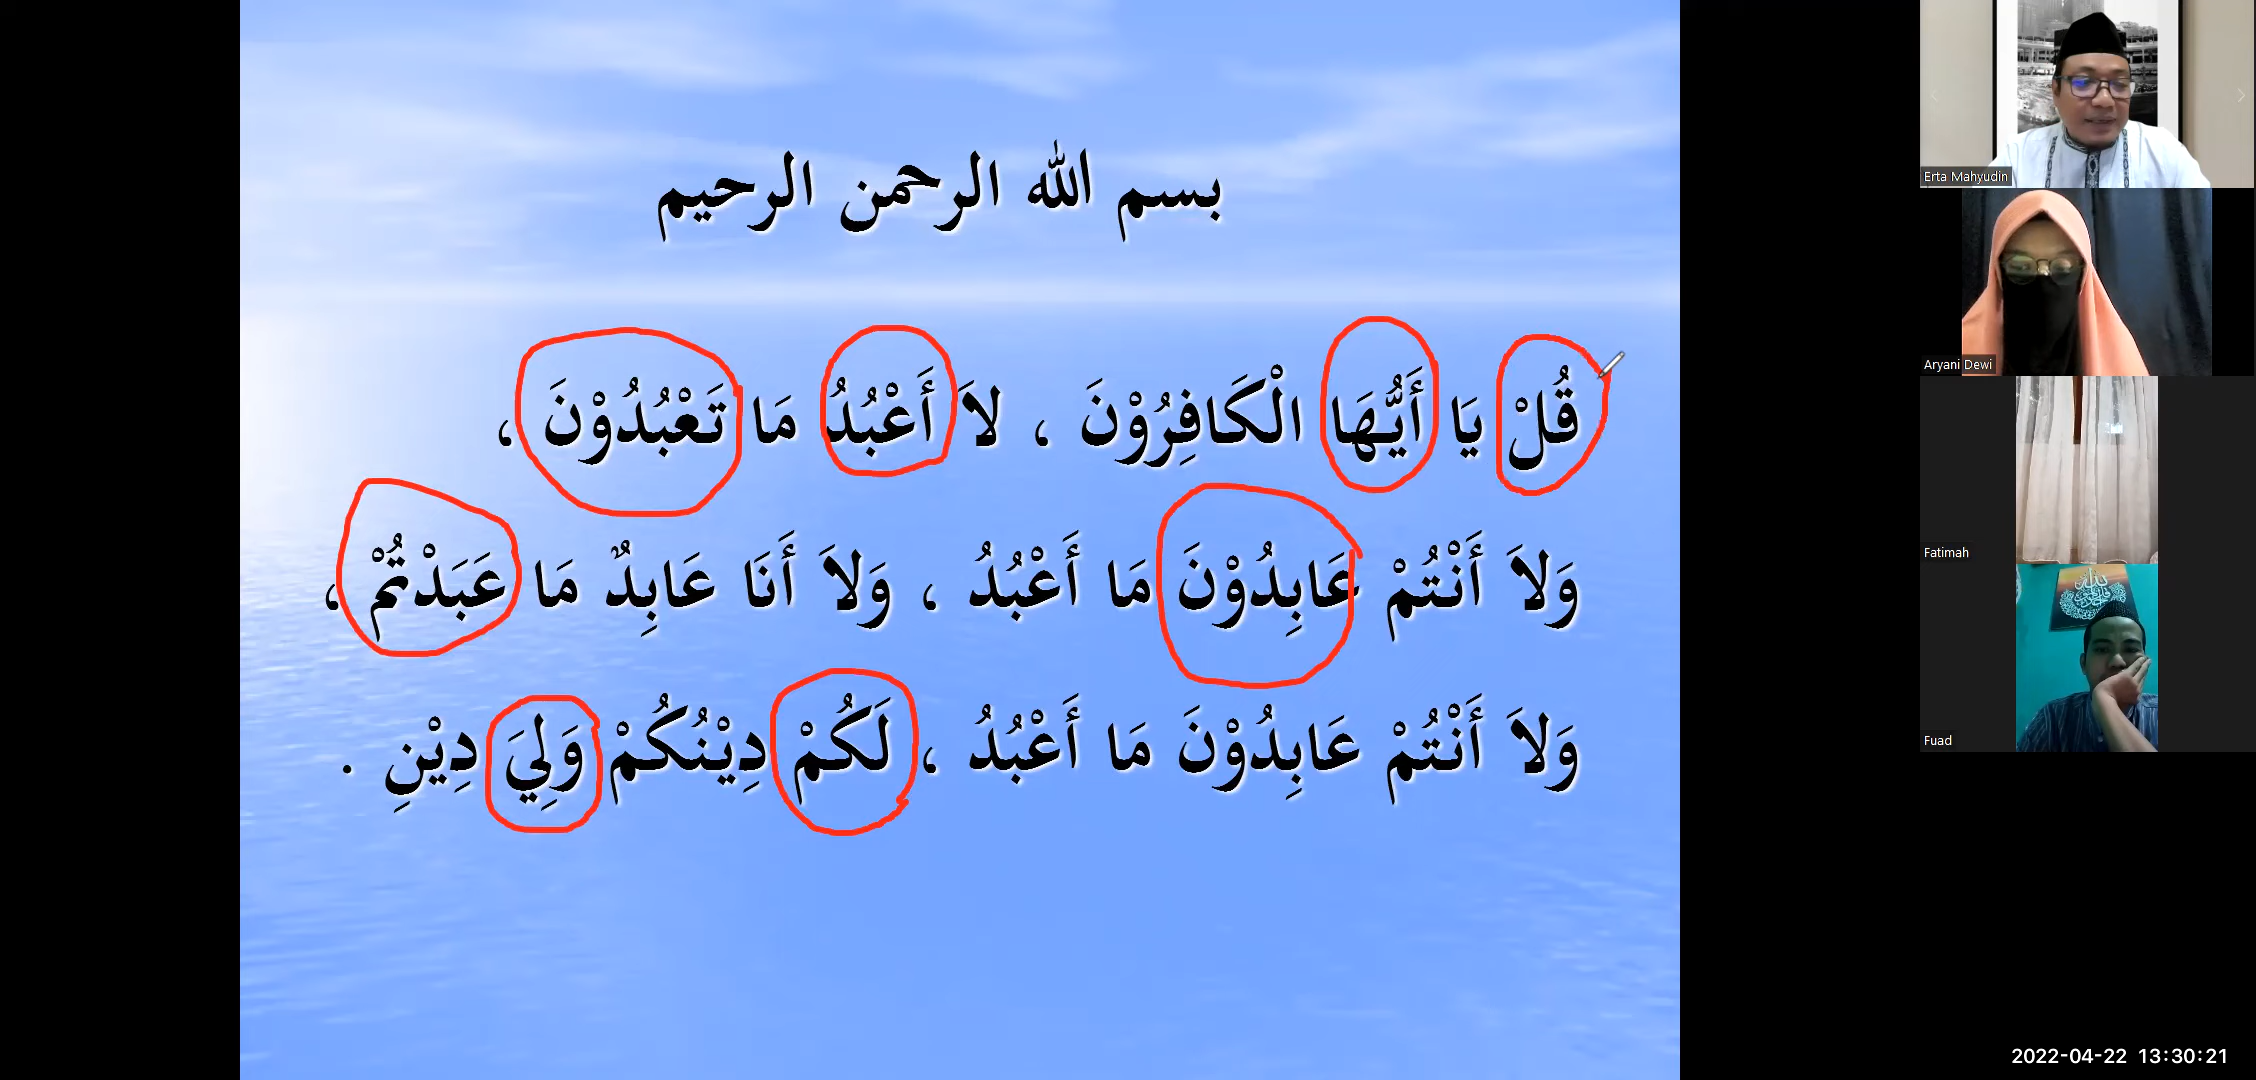 بسم الله الرحمن الرحيم
قُلْ يَا أَيُّهَا الْكَافِرُوْنَ ، لاَ أَعْبُدُ مَا تَعْبُدُوْنَ ،
وَلاَ أَنْتُمْ عَابِدُوْنَ مَا أَعْبُدُ ، وَلاَ أَنَا عَابِدٌ مَا عَبَدْتُمْ ،
وَلاَ أَنْتُمْ عَابِدُوْنَ مَا أَعْبُدُ ، لَكُمْ دِيْنُكُمْ وَلِيَ دِيْنِ .
Erta Mahyudin
Aryani Dewi
Fatimah
Fuad
2022-04-22 13:30:21